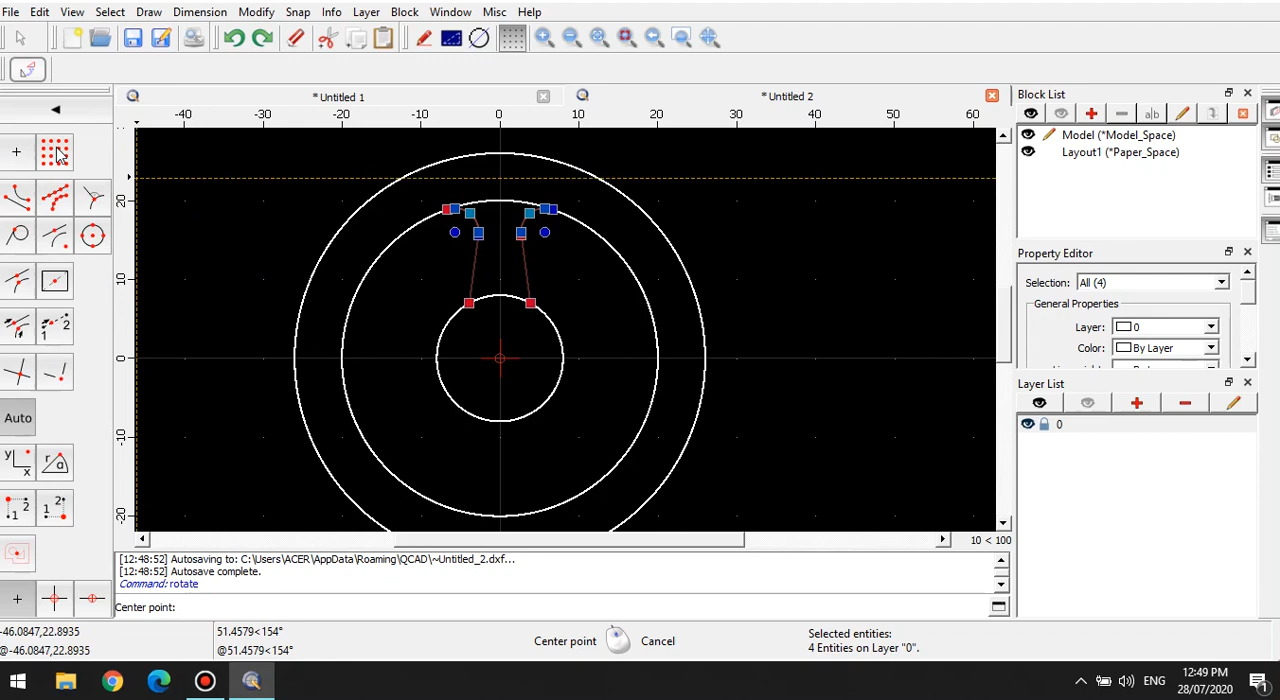 File Edit View Select Draw Dimension Modify Snap Info Layer Block Window Misc Help
*Untitled 1
*Untitled 2
-40 -30 -20 -10 0 10 20 30 40 50 60
20
10
0
-10
-20
Auto
10 < 100
[12:48:52] Autosaving to: C:\Users\ACER\AppData\Roaming\QCAD\~Untitled_2.dxf...
[12:48:52] Autosave complete.
Command: rotate
Center point:
Block List
a|b
Model (*Model_Space)
Layout1 (*Paper_Space)
Property Editor
Selection: All (4)
General Properties
Layer: 0
Color: By Layer
Layer List
0
-46.0847,22.8935
@-46.0847,22.8935
51.4579<154°
@51.4579<154°
Center point
Cancel
Selected entities:
4 Entities on Layer "0".
ENG
12:49 PM
28/07/2020
1